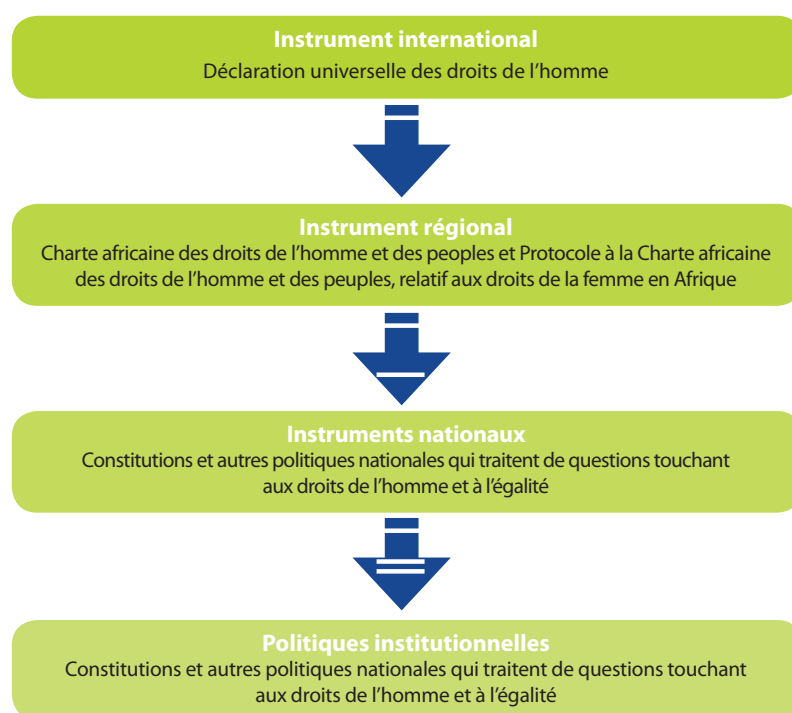 Instrument international
Déclaration universelle des droits de l’homme
Instrument régional
Charte africaine des droits de l’homme et des peoples et Protocole à la Charte africaine
des droits de l’homme et des peuples, relatif aux droits de la femme en Afrique
Instruments nationaux
Constitutions et autres politiques nationales qui traitent de questions touchant
aux droits de l’homme et à l’égalité
Politiques institutionnelles
Constitutions et autres politiques nationales qui traitent de questions touchant
aux droits de l’homme et à l’égalité